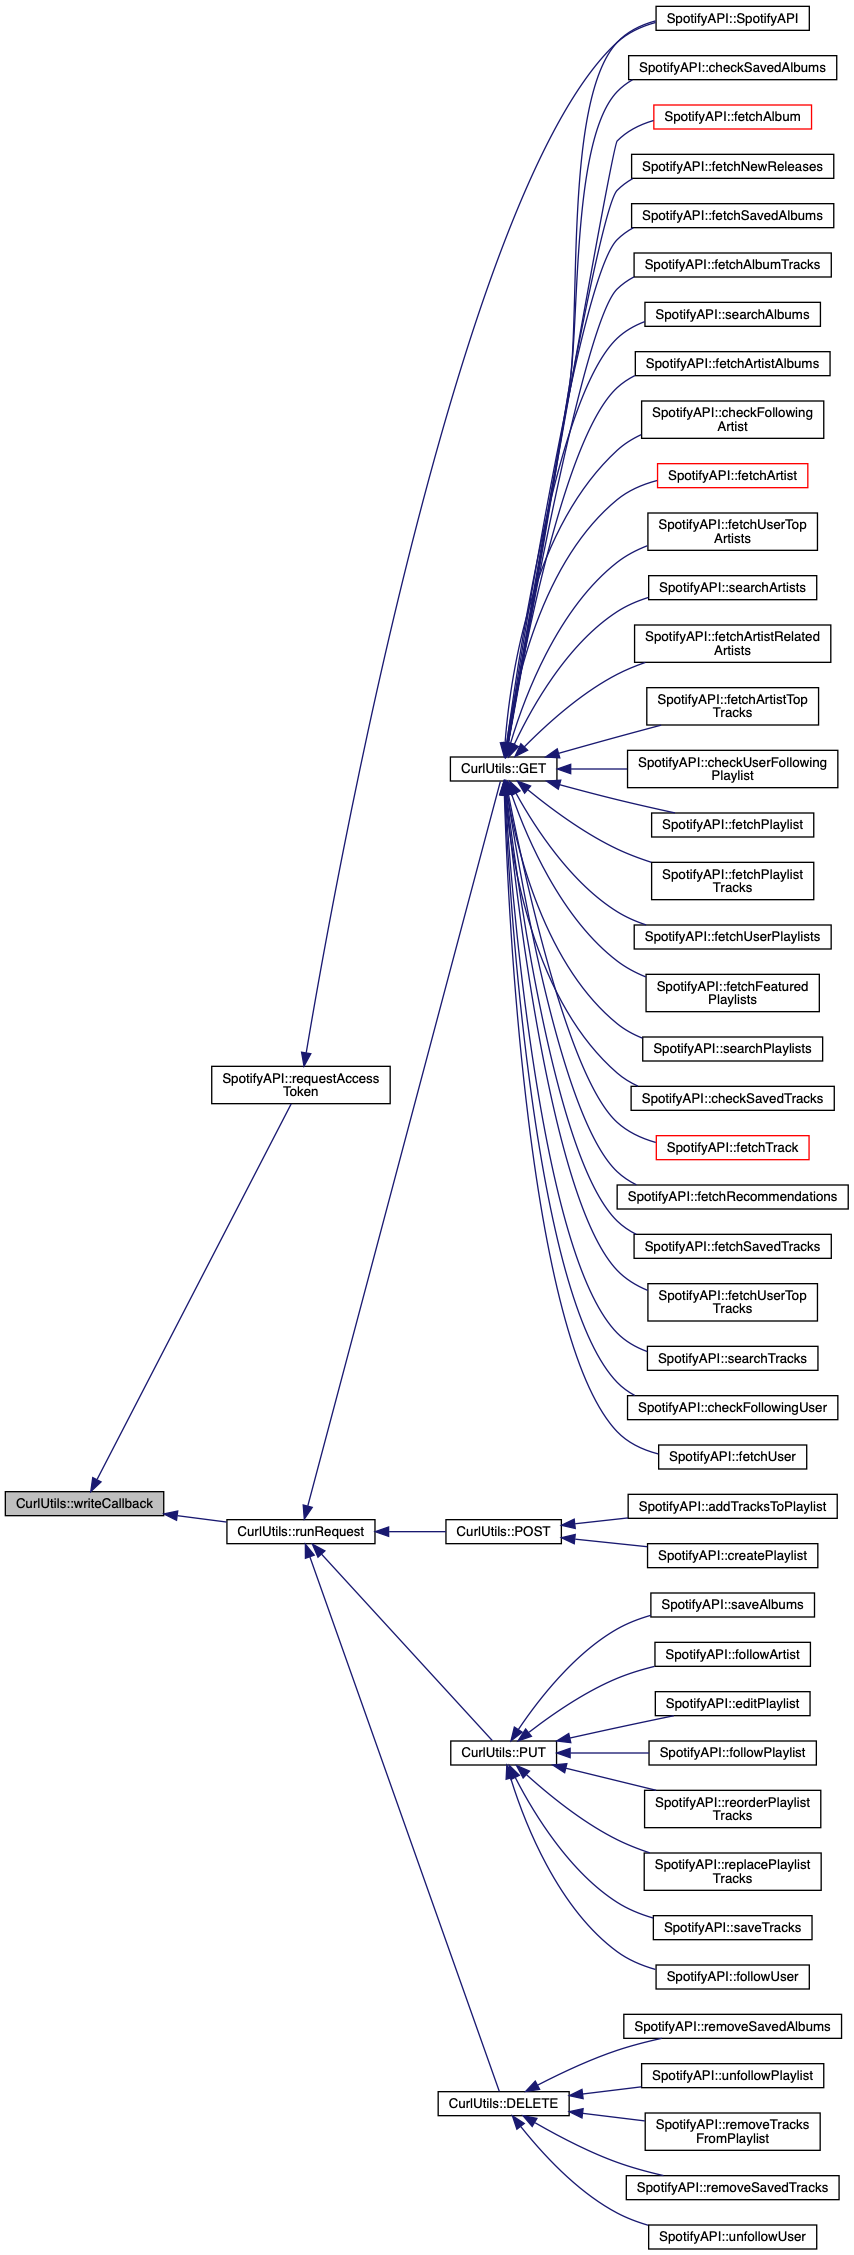 SpotifyAPI::SpotifyAPI
SpotifyAPI::checkSavedAlbums
SpotifyAPI::fetchAlbum
SpotifyAPI::fetchNewReleases
SpotifyAPI::fetchSavedAlbums
SpotifyAPI::fetchAlbumTracks
SpotifyAPI::searchAlbums
SpotifyAPI::fetchArtistAlbums
SpotifyAPI::checkFollowing
Artist
SpotifyAPI::fetchArtist
SpotifyAPI::fetchUserTop
Artists
SpotifyAPI::searchArtists
SpotifyAPI::fetchArtistRelated
Artists
SpotifyAPI::fetchArtistTop
Tracks
CurlUtils::GET
SpotifyAPI::checkUserFollowing
Playlist
SpotifyAPI::fetchPlaylist
SpotifyAPI::fetchPlaylist
Tracks
SpotifyAPI::fetchUserPlaylists
SpotifyAPI::fetchFeatured
Playlists
SpotifyAPI::searchPlaylists
SpotifyAPI::requestAccess
Token
SpotifyAPI::checkSavedTracks
SpotifyAPI::fetchTrack
SpotifyAPI::fetchRecommendations
SpotifyAPI::fetchSavedTracks
SpotifyAPI::fetchUserTop
Tracks
SpotifyAPI::searchTracks
SpotifyAPI::checkFollowingUser
SpotifyAPI::fetchUser
CurlUtils::writeCallback
CurlUtils::runRequest
CurlUtils::POST
SpotifyAPI::addTracksToPlaylist
SpotifyAPI::createPlaylist
SpotifyAPI::saveAlbums
SpotifyAPI::followArtist
SpotifyAPI::editPlaylist
CurlUtils::PUT
SpotifyAPI::followPlaylist
SpotifyAPI::reorderPlaylist
Tracks
SpotifyAPI::replacePlaylist
Tracks
SpotifyAPI::saveTracks
SpotifyAPI::followUser
SpotifyAPI::removeSavedAlbums
SpotifyAPI::unfollowPlaylist
CurlUtils::DELETE
SpotifyAPI::removeTracks
FromPlaylist
SpotifyAPI::removeSavedTracks
SpotifyAPI::unfollowUser